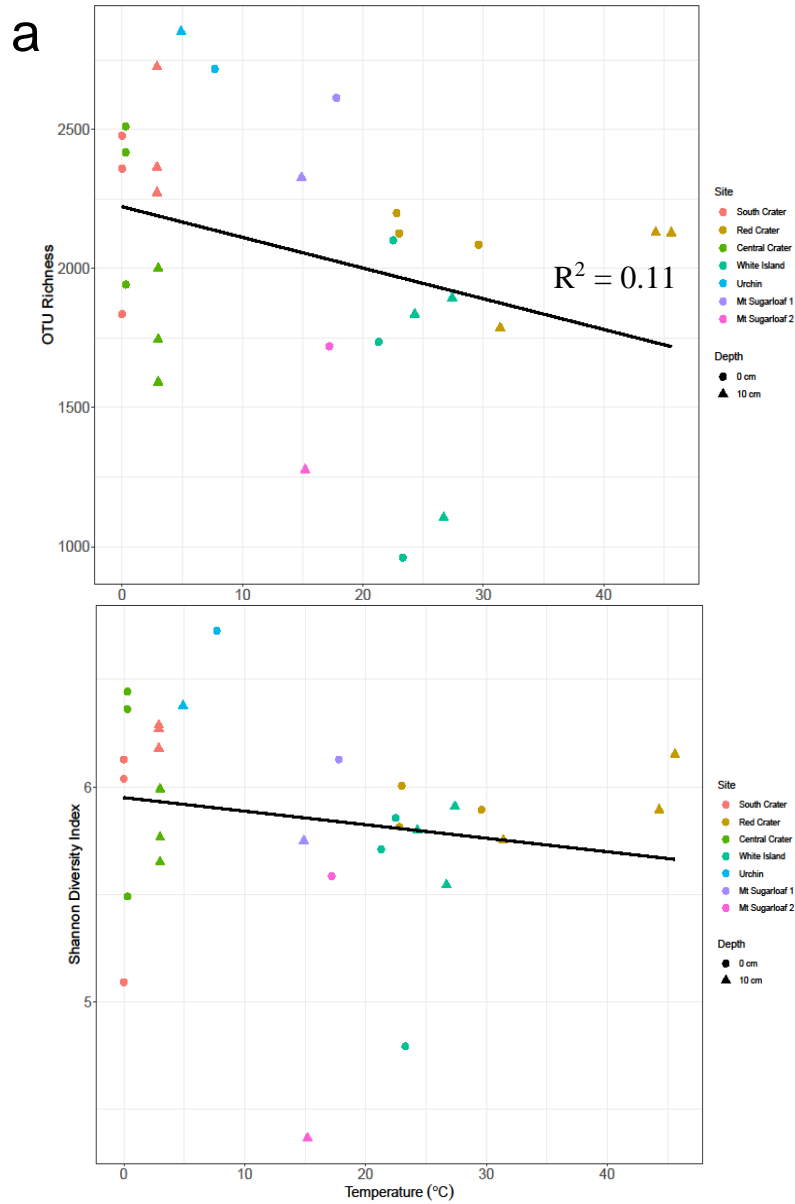 a
OTU Richness
2500
2000
1500
1000
R² = 0.11
0 10 20 30 40
Site
South Crater
Red Crater
Central Crater
White Island
Urchin
Mt Sugarloaf 1
Mt Sugarloaf 2
Depth
0 cm
10 cm
Shannon Diversity Index
6
5
0 10 20 30 40
Temperature (°C)
Site
South Crater
Red Crater
Central Crater
White Island
Urchin
Mt Sugarloaf 1
Mt Sugarloaf 2
Depth
0 cm
10 cm